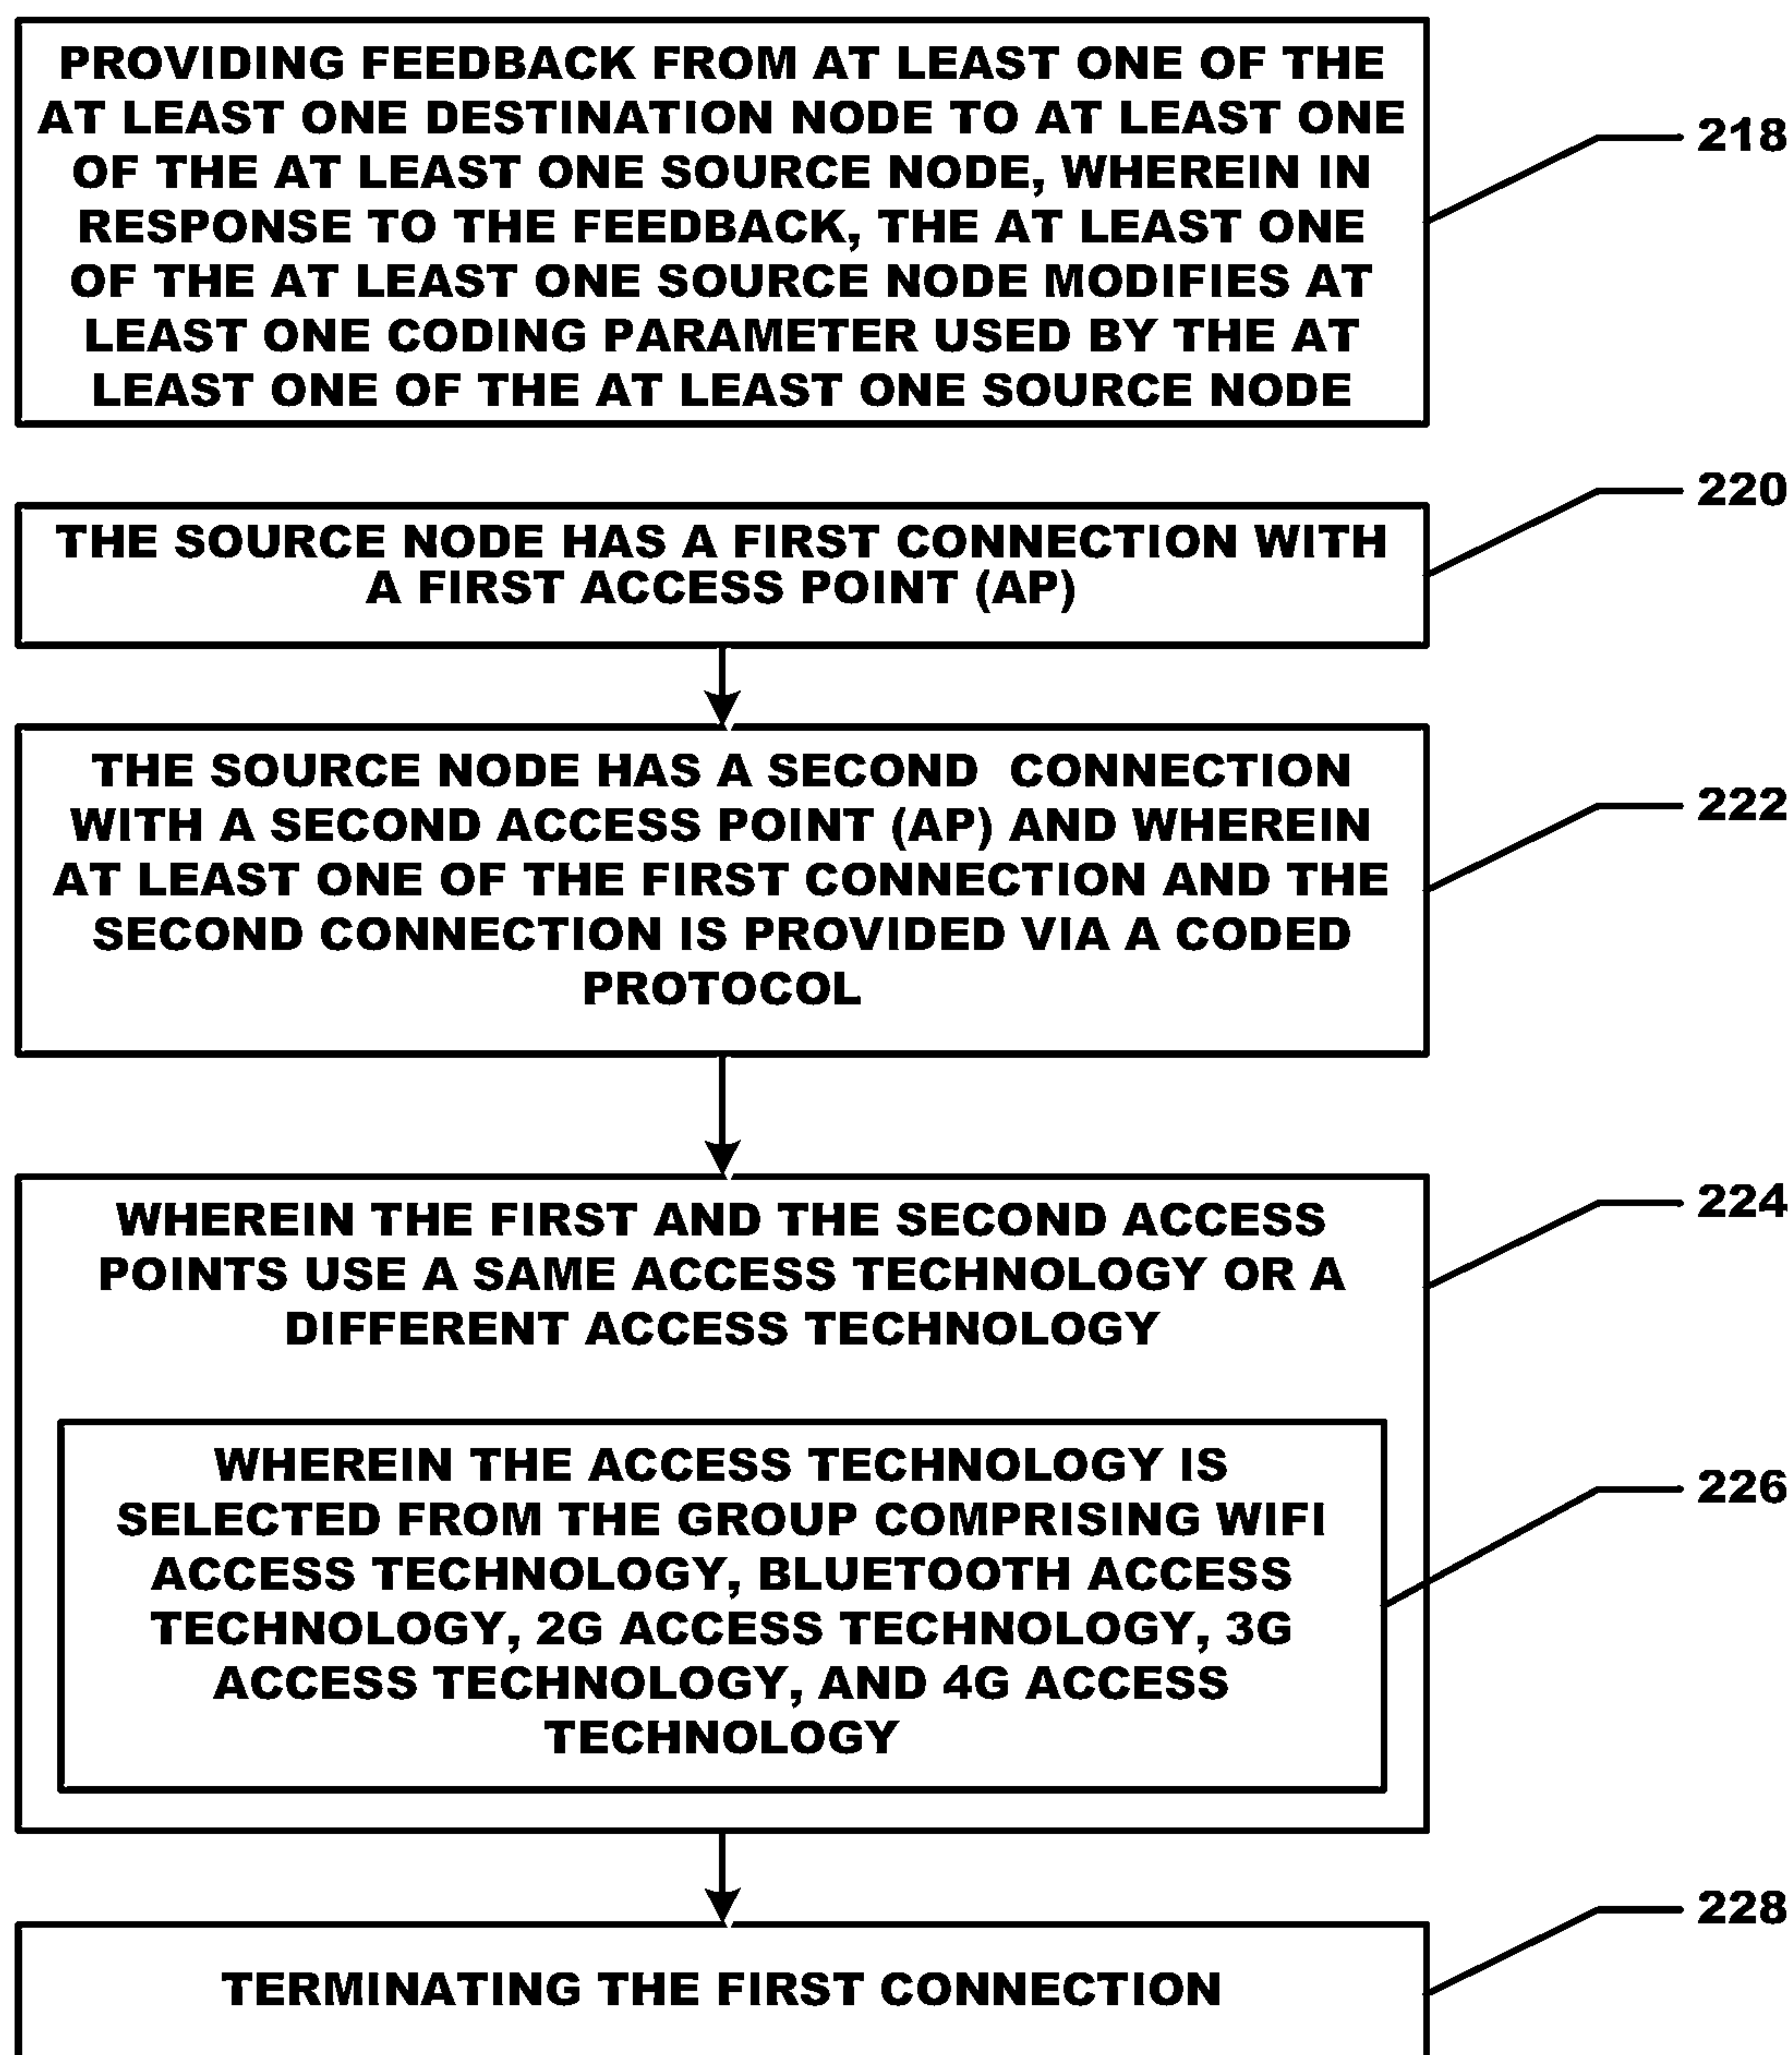 PROVIDING FEEDBACK FROM AT LEAST ONE OF THE
AT LEAST ONE DESTINATION NODE TO AT LEAST ONE
OF THE AT LEAST ONE SOURCE NODE, WHEREIN IN
RESPONSE TO THE FEEDBACK, THE AT LEAST ONE
OF THE AT LEAST ONE SOURCE NODE MODIFIES AT
LEAST ONE CODING PARAMETER USED BY THE AT
LEAST ONE OF THE AT LEAST ONE SOURCE NODE
218
220
THE SOURCE NODE HAS A FIRST CONNECTION WITH
A FIRST ACCESS POINT (AP)
THE SOURCE NODE HAS A SECOND CONNECTION
WITH A SECOND ACCESS POINT (AP) AND WHEREIN
AT LEAST ONE OF THE FIRST CONNECTION AND THE
SECOND CONNECTION IS PROVIDED VIA A CODED
PROTOCOL
222
WHEREIN THE FIRST AND THE SECOND ACCESS
POINTS USE A SAME ACCESS TECHNOLOGY OR A
DIFFERENT ACCESS TECHNOLOGY
224
WHEREIN THE ACCESS TECHNOLOGY IS
SELECTED FROM THE GROUP COMPRISING WIFI
ACCESS TECHNOLOGY, BLUETOOTH ACCESS
TECHNOLOGY, 2G ACCESS TECHNOLOGY, 3G
ACCESS TECHNOLOGY, AND 4G ACCESS
TECHNOLOGY
226
228
TERMINATING THE FIRST CONNECTION